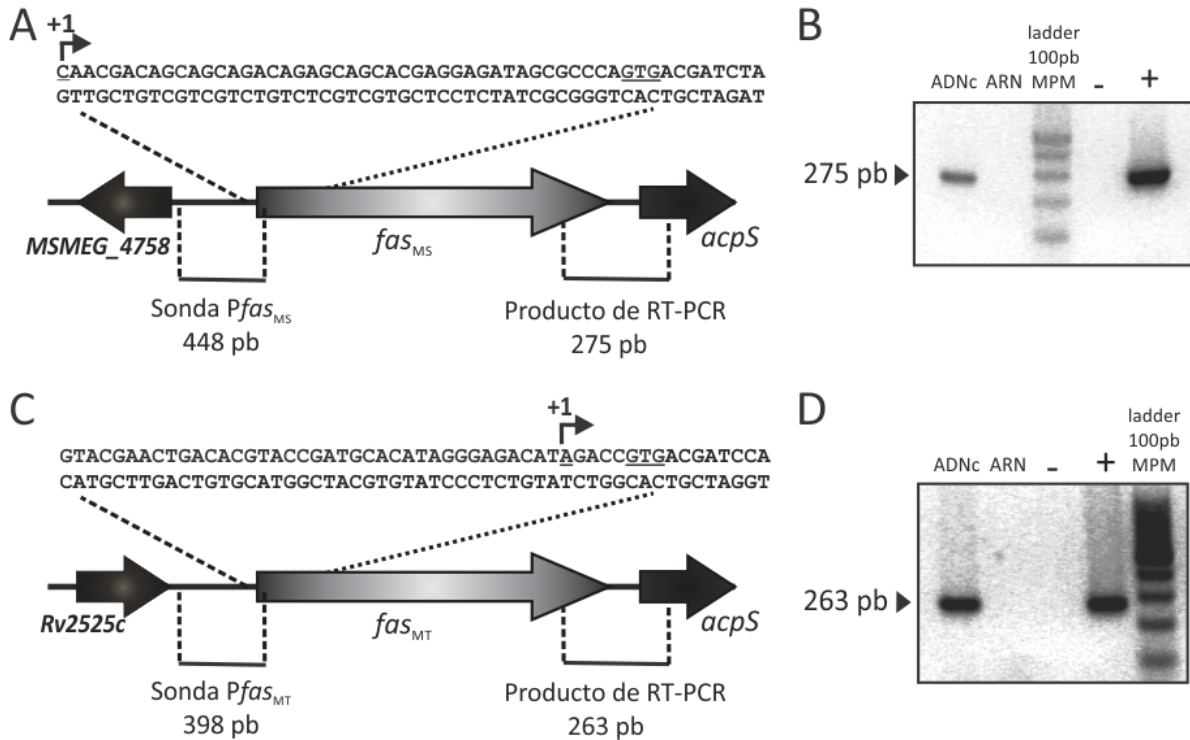 A
+1
CAACGACAGCAGCAGACAGAGCAGCACGAGGAGATAGCGCCCAGTGACGATCTA
GTTGCTGTCGTCGTCTGTCTCGTCGTGCTCCTCTATCGCGGGTCACTGCTAGAT
MSMEG_4758
fasMS
acpS
Sonda PfasMS
448 pb
Producto de RT-PCR
275 pb
B
ladder
100pb
ADNc ARN MPM - +
275 pb
C
+1
GTACGAACTGACACGTACCGATGCACATAGGGAGACATAGACCGTGACGATCCA
CATGCTTGACTGTGCATGGCTACGTGTATCCCTCTGTATCTGGCACTGCTAGGT
Rv2525c
fasMT
acpS
Sonda PfasMT
398 pb
Producto de RT-PCR
263 pb
D
ladder
100pb
ADNc ARN - + MPM
263 pb